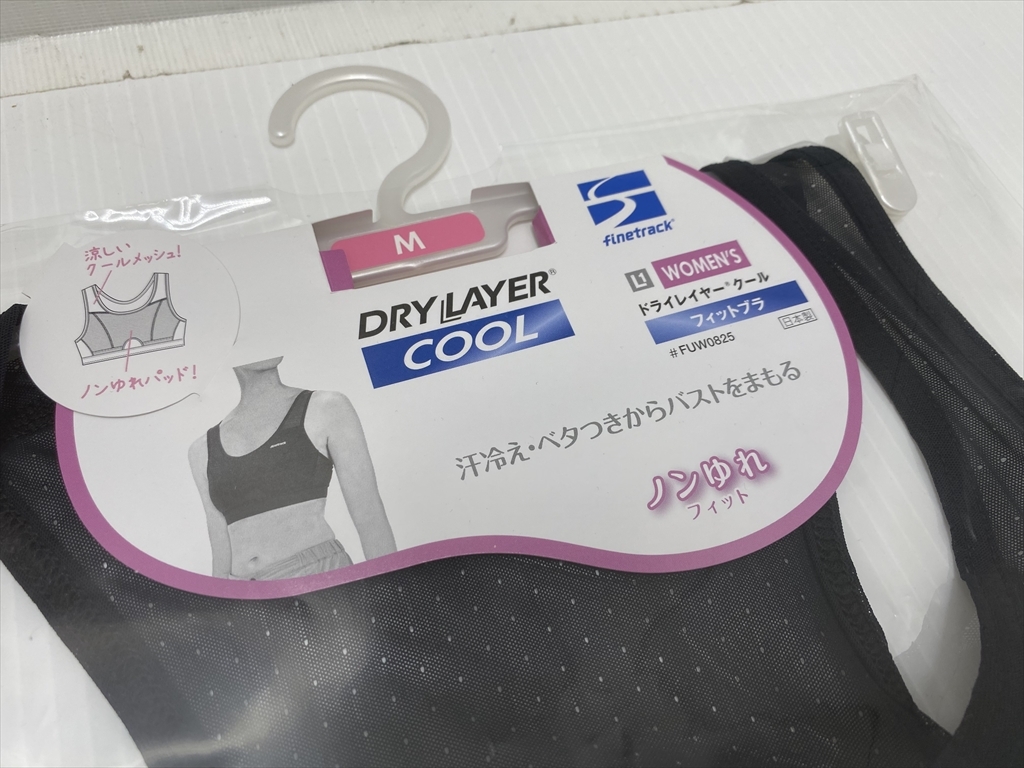 M
涼しい
クールメッシュ!
ノンゆれパッド!
DRY LAYER®
COOL
finetrack®
L1 WOMEN'S
ドライレイヤー®クール
フィットブラ
日本製
#FUW0825
汗冷え・ベタつきからバストをまもる
ノンゆれ
フィット